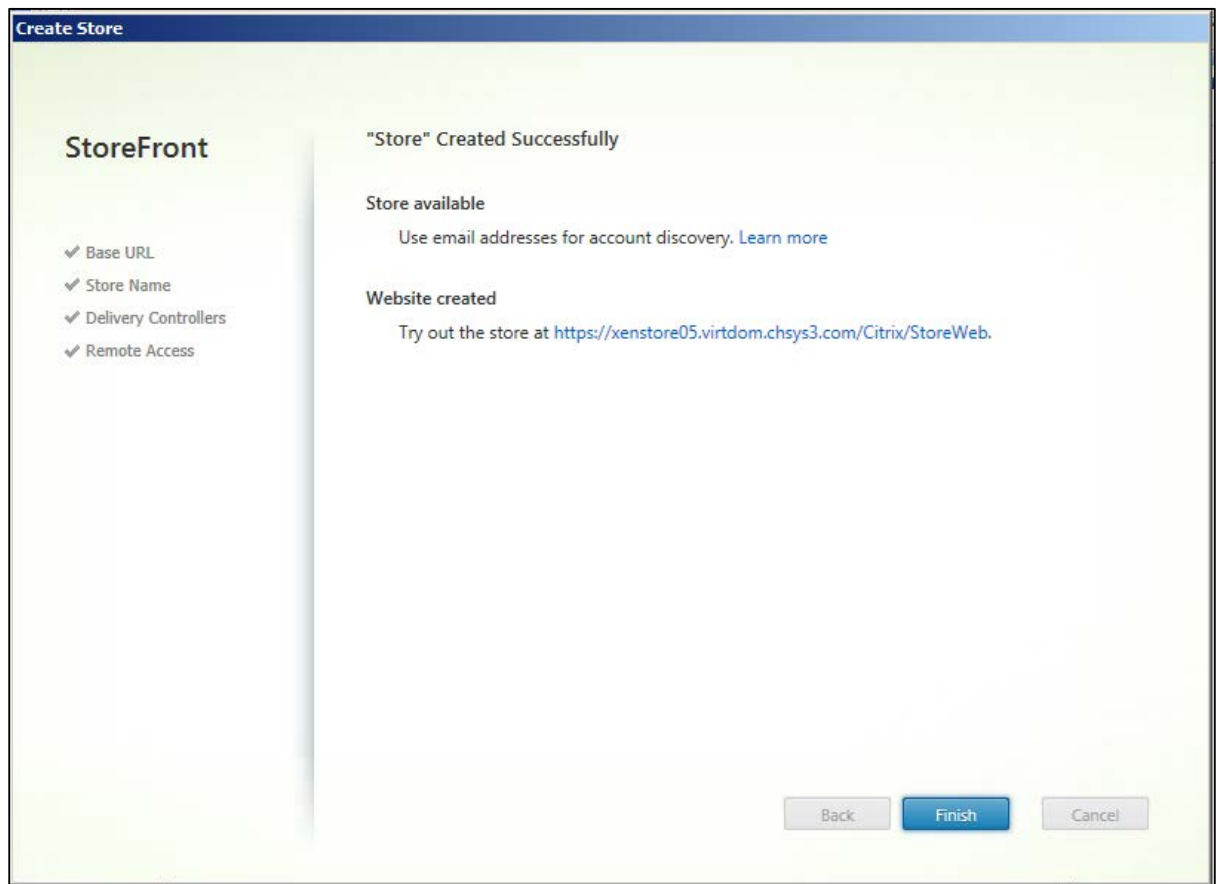 Create Store
StoreFront
Base URL
Store Name
Delivery Controllers
Remote Access
"Store" Created Successfully
Store available
Use email addresses for account discovery. Learn more
Website created
Try out the store at https://xenstore05.virtdom.chsys3.com/Citrix/StoreWeb.
Back
Finish
Cancel